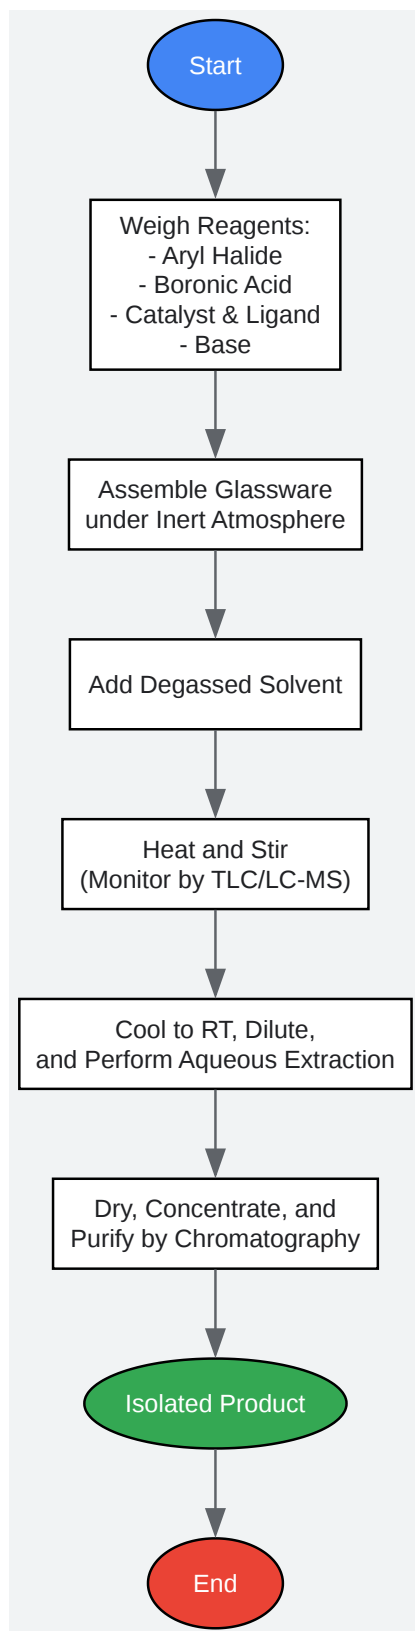 Start
Weigh Reagents:
- Aryl Halide
- Boronic Acid
- Catalyst & Ligand
- Base
Assemble Glassware
under Inert Atmosphere
Add Degassed Solvent
Heat and Stir
(Monitor by TLC/LC-MS)
Cool to RT, Dilute,
and Perform Aqueous Extraction
Dry, Concentrate, and
Purify by Chromatography
Isolated Product
End